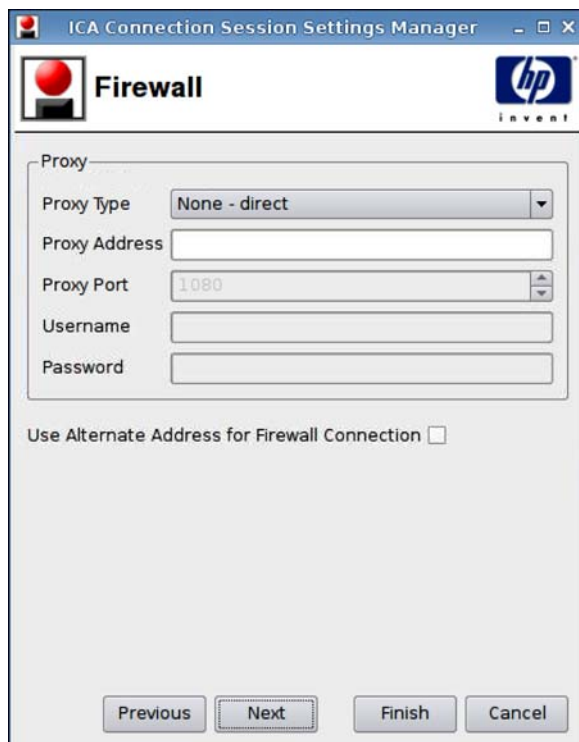 ICA Connection Session Settings Manager
Firewall
hp
invent
Proxy
Proxy Type None - direct
Proxy Address
Proxy Port 1080
Username
Password
Use Alternate Address for Firewall Connection
Previous Next Finish Cancel